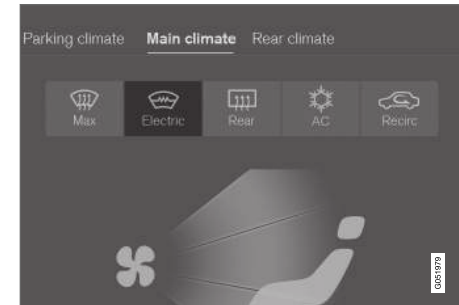 Parking climate Main climate Rear climate
Max Electric Rear AC Recirc
G051979